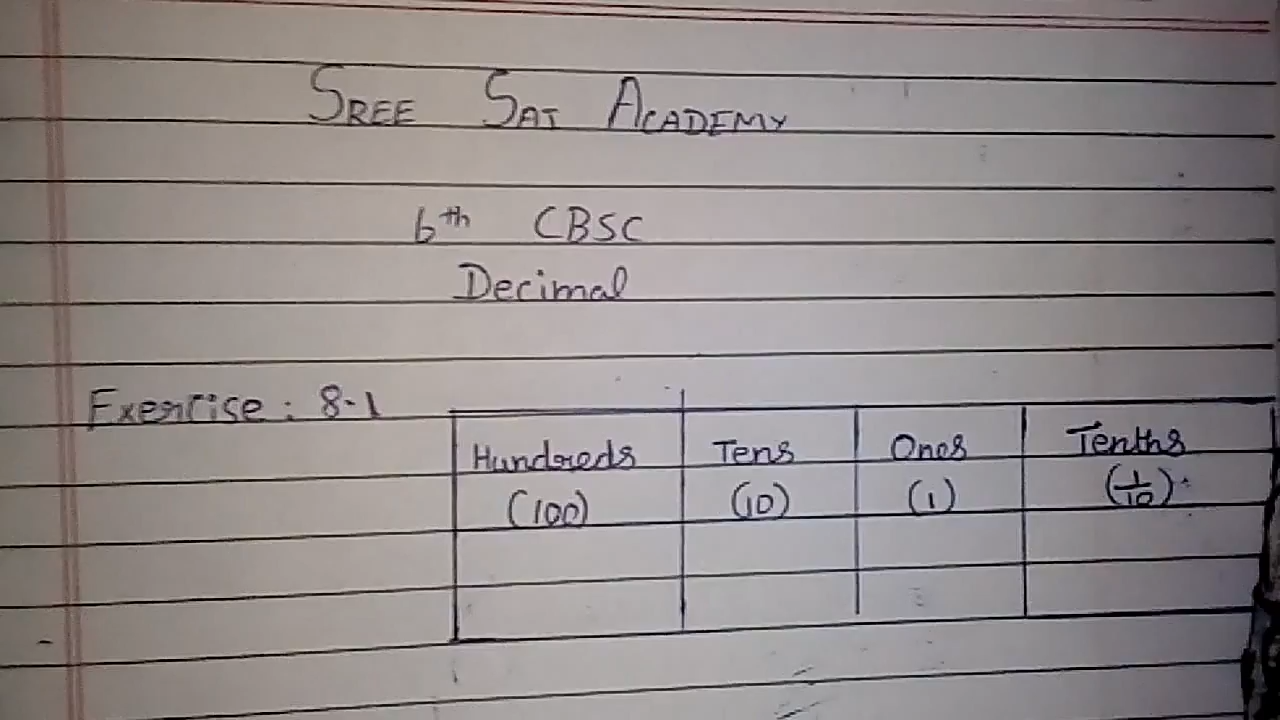 SREE SAI ACADEMY
6th CBSC
Decimal
Exercise : 8.1
Hundreds Tens Ones Tenths
(100) (10) (1) (1/10)